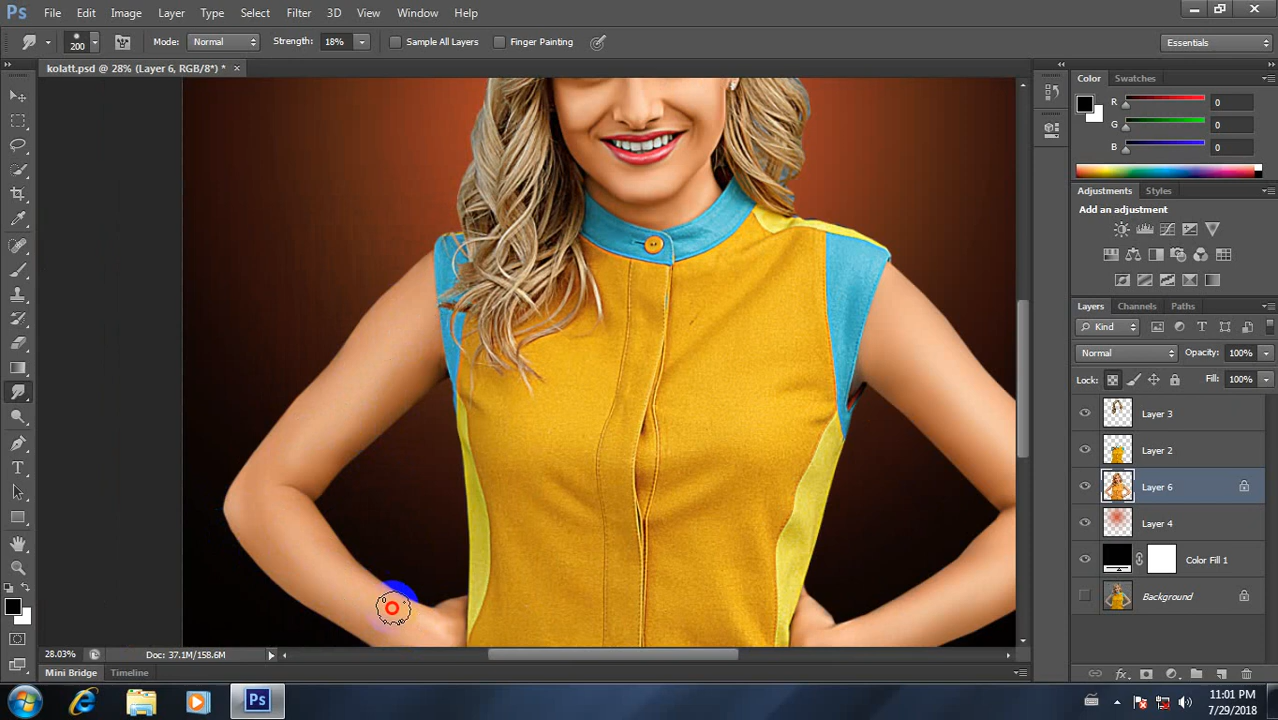 Ps File Edit Image Layer Type Select Filter 3D View Window Help
200 Mode: Normal Strength: 18% Sample All Layers Finger Painting Essentials
kolatt.psd @ 28% (Layer 6, RGB/8*) * ×
Color Swatches
R 0
G 0
B 0
Adjustments Styles
Add an adjustment
Layers Channels Paths
Kind
Normal Opacity: 100%
Lock: Fill: 100%
Layer 3
Layer 2
Layer 6
Layer 4
Color Fill 1
Background
28.03% Doc: 37.1M/158.6M
Mini Bridge Timeline
Ps
11:01 PM
7/29/2018